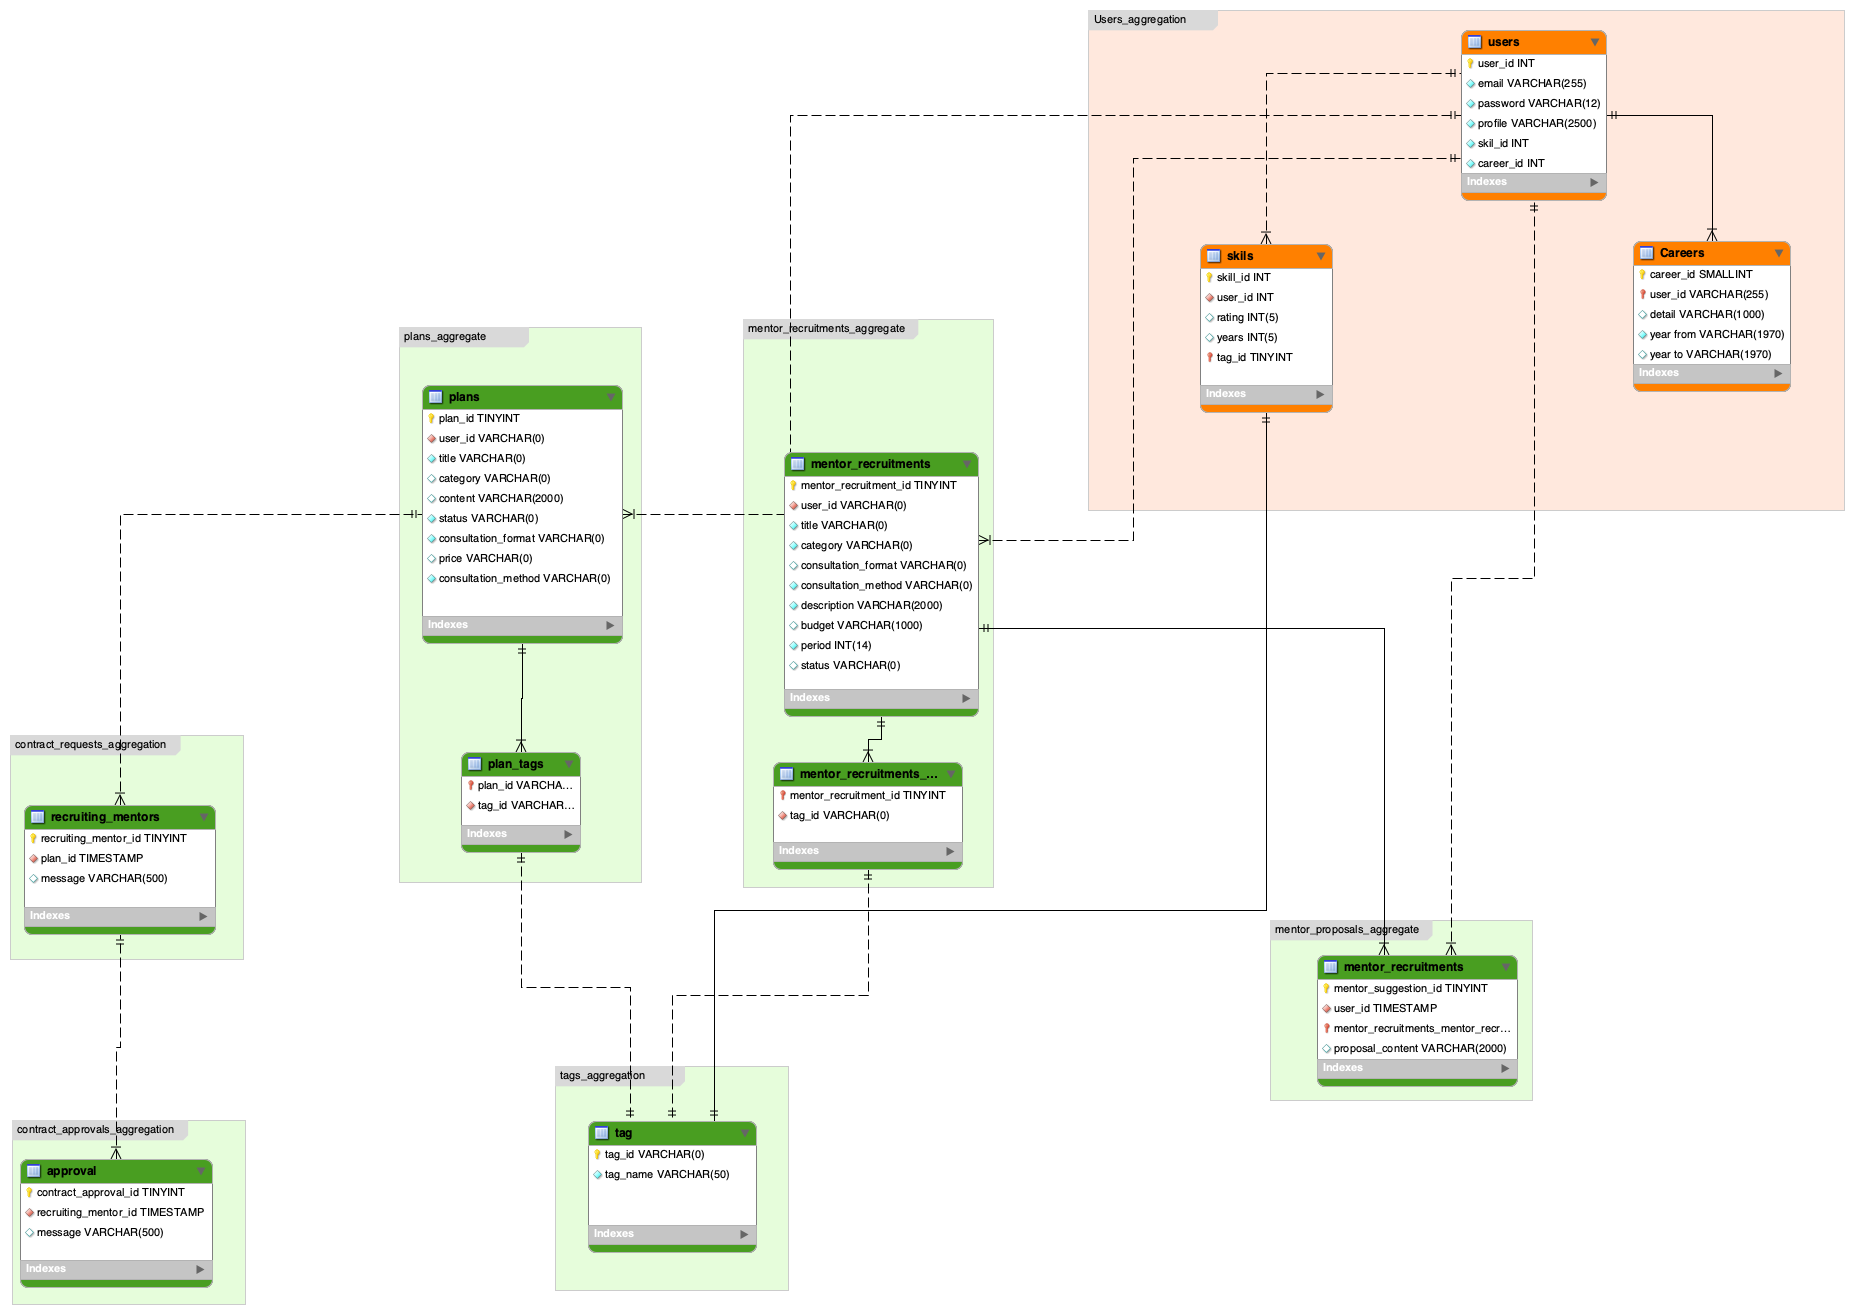 Users_aggregation
users
user_id INT
email VARCHAR(255)
password VARCHAR(12)
profile VARCHAR(2500)
skil_id INT
career_id INT
Indexes
skils
skill_id INT
user_id INT
rating INT(5)
years INT(5)
tag_id TINYINT
Indexes
Careers
career_id SMALLINT
user_id VARCHAR(255)
detail VARCHAR(1000)
year from VARCHAR(1970)
year to VARCHAR(1970)
Indexes
plans_aggregate
plans
plan_id TINYINT
user_id VARCHAR(0)
title VARCHAR(0)
category VARCHAR(0)
content VARCHAR(2000)
status VARCHAR(0)
consultation_format VARCHAR(0)
price VARCHAR(0)
consultation_method VARCHAR(0)
Indexes
plan_tags
plan_id VARCHA...
tag_id VARCHAR...
Indexes
mentor_recruitments_aggregate
mentor_recruitments
mentor_recruitment_id TINYINT
user_id VARCHAR(0)
title VARCHAR(0)
category VARCHAR(0)
consultation_format VARCHAR(0)
consultation_method VARCHAR(0)
description VARCHAR(2000)
budget VARCHAR(1000)
period INT(14)
status VARCHAR(0)
Indexes
mentor_recruitments_...
mentor_recruitment_id TINYINT
tag_id VARCHAR(0)
Indexes
contract_requests_aggregation
recruiting_mentors
recruiting_mentor_id TINYINT
plan_id TIMESTAMP
message VARCHAR(500)
Indexes
mentor_proposals_aggregate
mentor_recruitments
mentor_suggestion_id TINYINT
user_id TIMESTAMP
mentor_recruitments_mentor_recr...
proposal_content VARCHAR(2000)
Indexes
tags_aggregation
tag
tag_id VARCHAR(0)
tag_name VARCHAR(50)
Indexes
contract_approvals_aggregation
approval
contract_approval_id TINYINT
recruiting_mentor_id TIMESTAMP
message VARCHAR(500)
Indexes